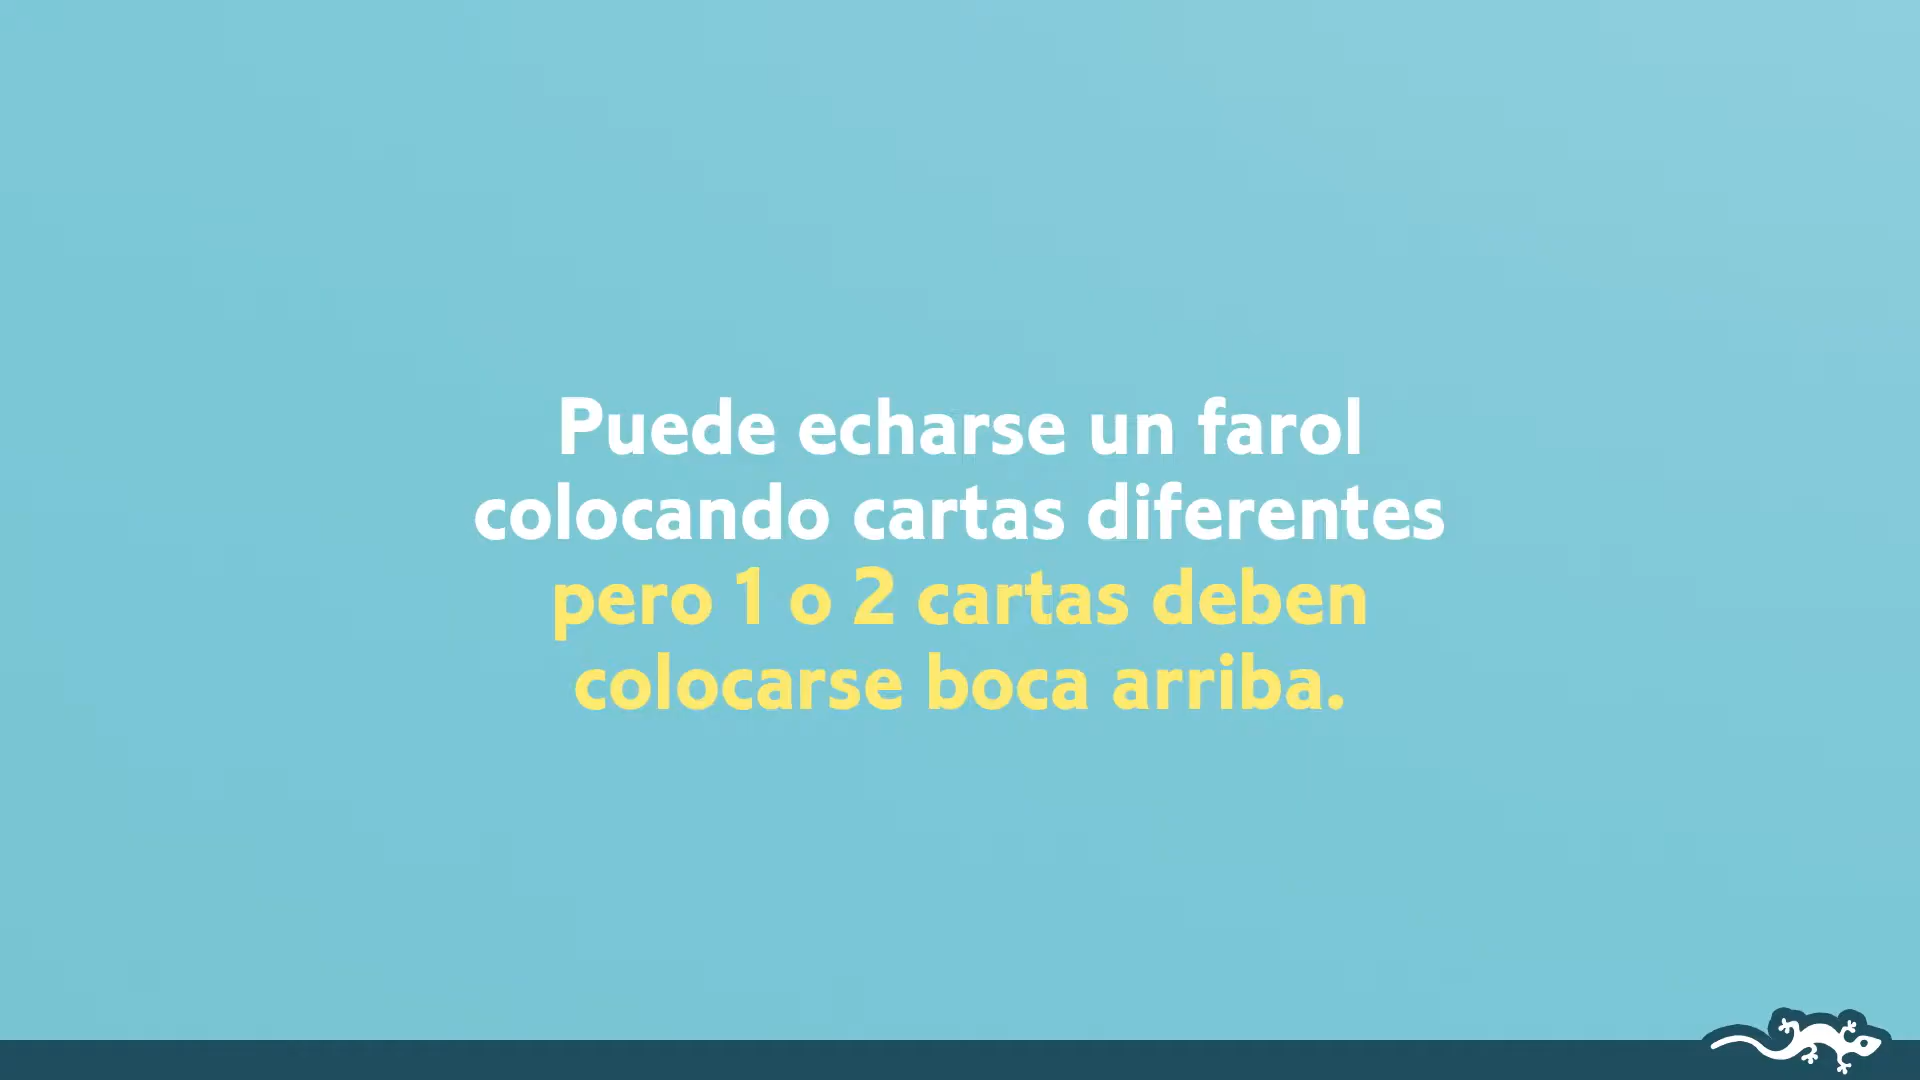 Puede echarse un farol
colocando cartas diferentes
pero 1 o 2 cartas deben
colocarse boca arriba.